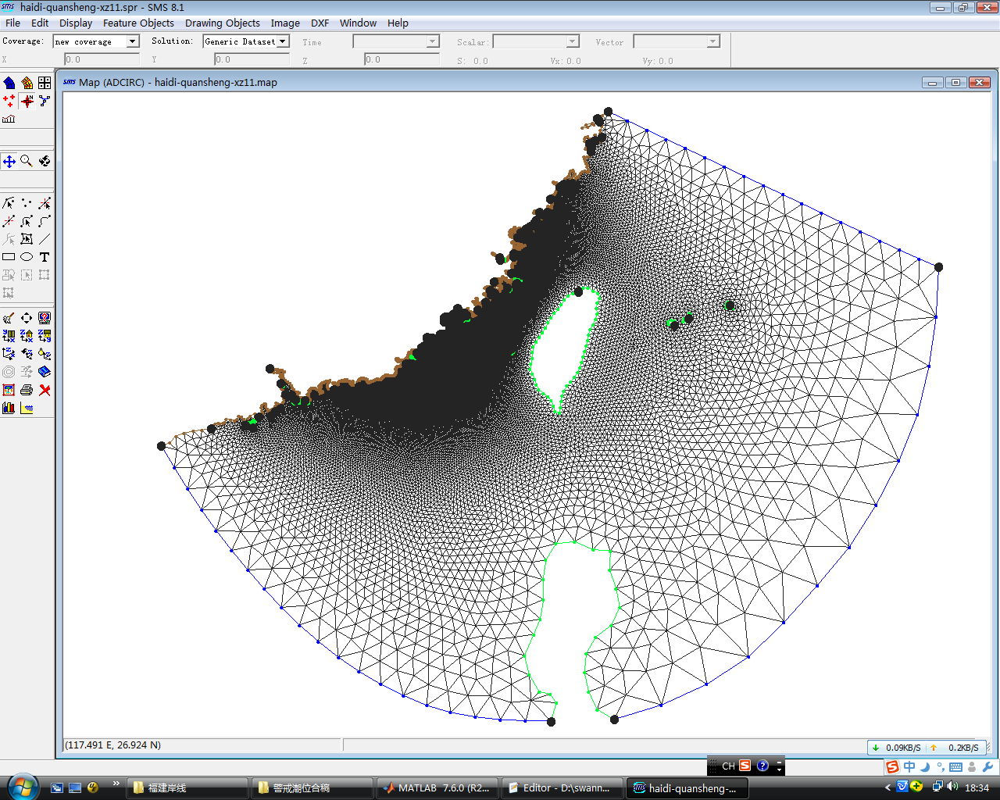 sms haidi-quansheng-xz11.spr - SMS 8.1
File Edit Display Feature Objects Drawing Objects Image DXF Window Help
Coverage: new coverage Solution: Generic Dataset Time Scalar: Vector
X 0.0 Y 0.0 Z 0.0 S: 0.0 Vx: 0.0 Vy: 0.0
sms Map (ADCIRC) - haidi-quansheng-xz11.map
(117.491 E, 26.924 N)
0.09KB/S 0.2KB/S
CH S ?
S 中
福建岸线 警戒潮位合稿 MATLAB 7.6.0 (R2... Editor - D:\swann... haidi-quansheng-... 18:34